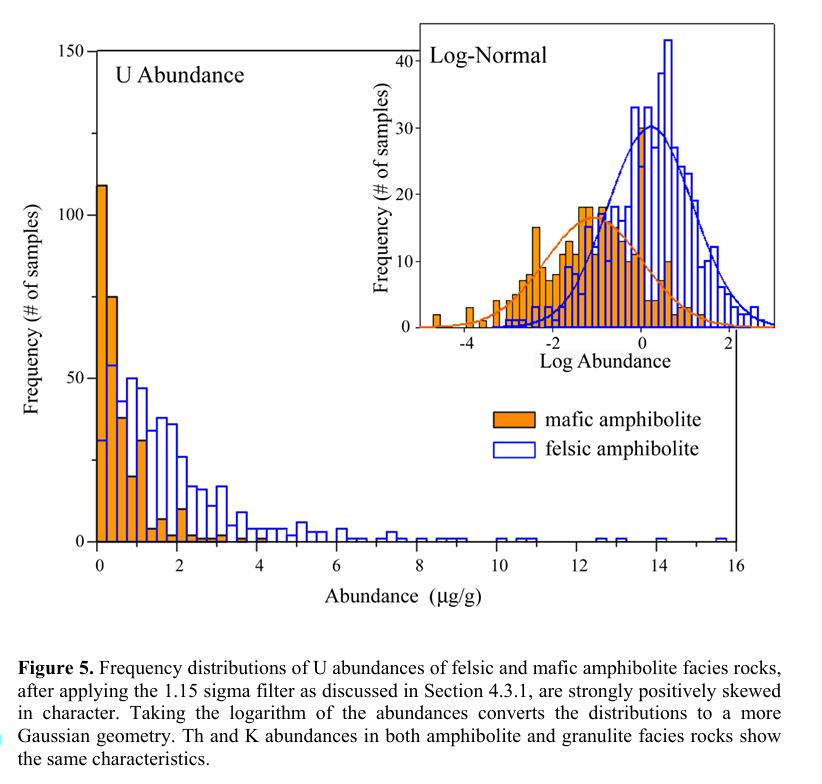 150
U Abundance
100
50
0
Frequency (# of samples)
0 2 4 6 8 10 12 14 16
Abundance (µg/g)
Log-Normal
40
30
20
10
0
Frequency (# of samples)
-4 -2 0 2
Log Abundance
mafic amphibolite
felsic amphibolite
Figure 5. Frequency distributions of U abundances of felsic and mafic amphibolite facies rocks,
after applying the 1.15 sigma filter as discussed in Section 4.3.1, are strongly positively skewed
in character. Taking the logarithm of the abundances converts the distributions to a more
Gaussian geometry. Th and K abundances in both amphibolite and granulite facies rocks show
the same characteristics.